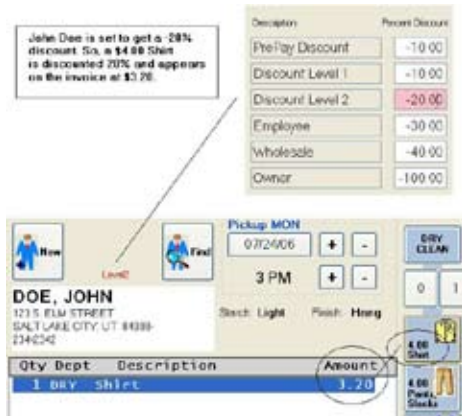 John Doe is set to get a -20%
discount. So, a $4.00 Shirt
is discounted 20% and appears
on the invoice at $3.20.
Description Percent Discount
PrePay Discount -10.00
Discount Level 1 -10.00
Discount Level 2 -20.00
Employee -30.00
Wholesale -40.00
Owner -100.00
New
Level2
Find
Pickup MON
07/24/06 + -
3 PM + -
DRY
CLEAN
0 1
DOE, JOHN
123 S. ELM STREET
SALT LAKE CITY, UT
234-2342
Starch: Light Finish: Hang
4.00
Shirt
Qty Dept Description Amount
1 DRY Shirt 3.20
4.00
Pants,
Slacks